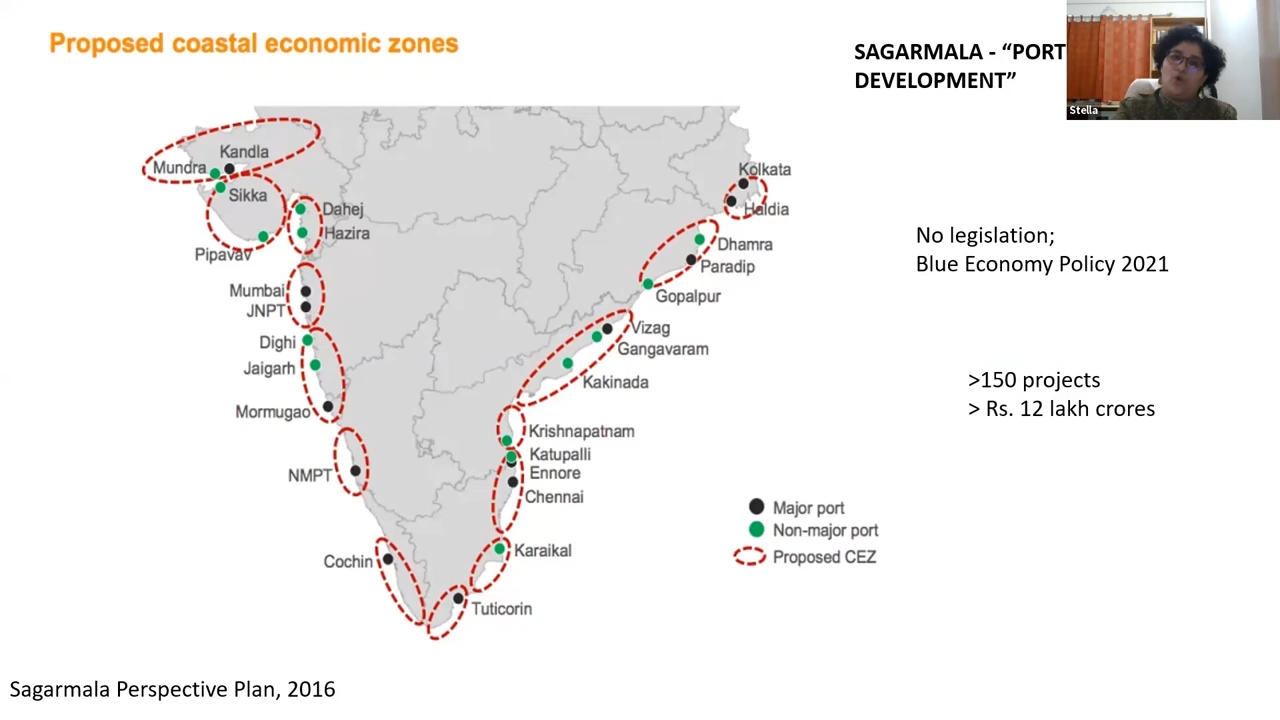 Proposed coastal economic zones
SAGARMALA - “PORT
DEVELOPMENT”
Stella
Kandla
Mundra
Sikka
Pipavav
Dahej
Hazira
Mumbai
JNPT
Dighi
Jaigarh
Mormugao
NMPT
Cochin
Kolkata
Haldia
Dhamra
Paradip
Gopalpur
Vizag
Gangavaram
Kakinada
Krishnapatnam
Katupalli
Ennore
Chennai
Karaikal
Tuticorin
No legislation;
Blue Economy Policy 2021
>150 projects
> Rs. 12 lakh crores
Major port
Non-major port
Proposed CEZ
Sagarmala Perspective Plan, 2016